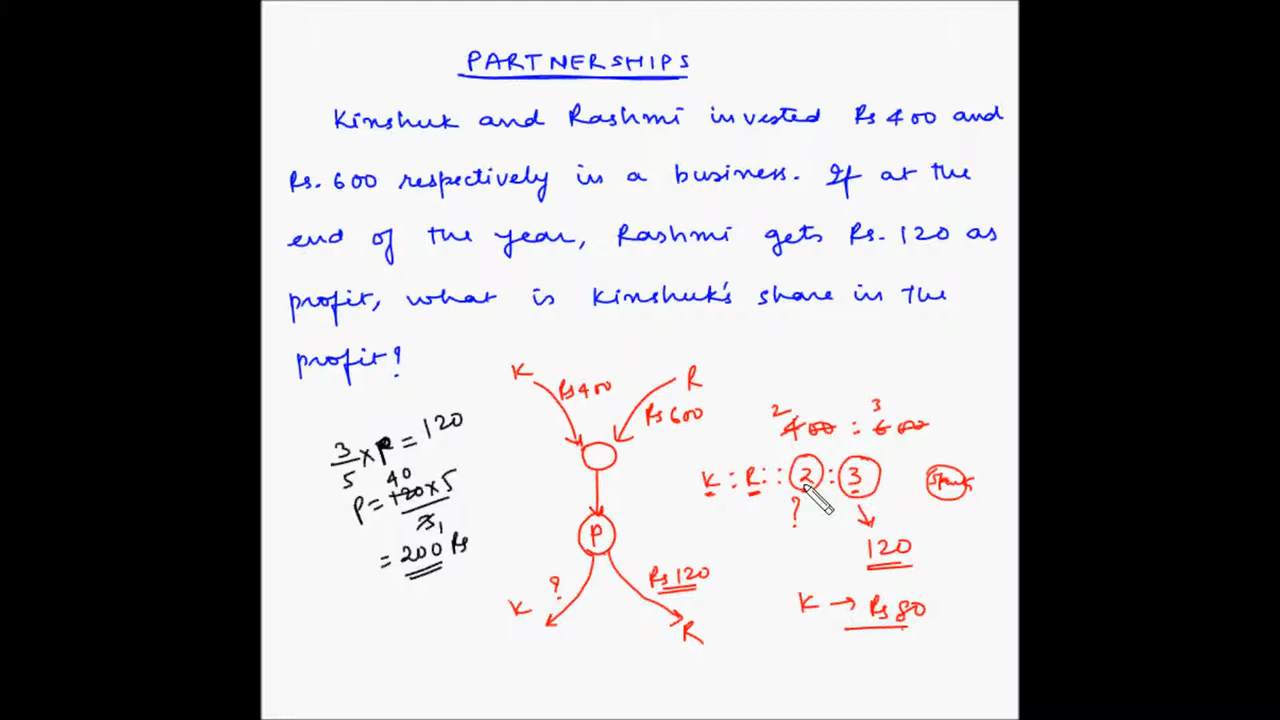 PARTNERSHIPS
Kinshuk and Rashmi invested Rs 400 and
Rs. 600 respectively in a business. If at the
end of the year, Rashmi gets Rs. 120 as
profit, what is Kinshuk's share in the
profit?
K
Rs 400
R
Rs 600
P
?
K
Rs 120
R
3/5 × P = 120
40
P = 120 × 5
3 1
= 200 Rs
2 3
400 : 600
K : R :: 2 : 3
?
120
K → Rs 80